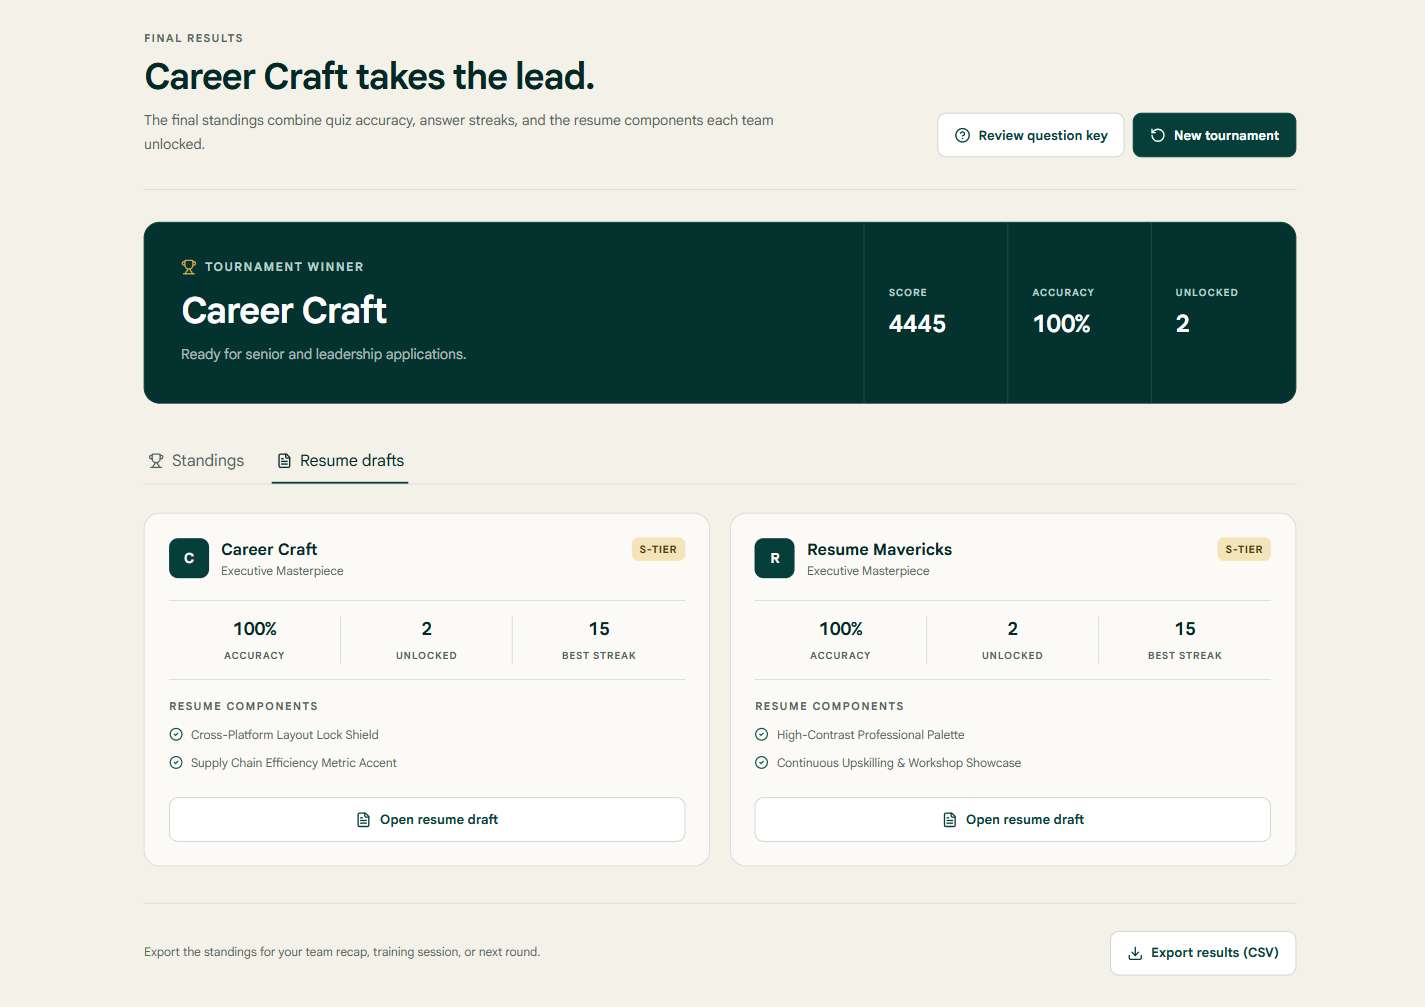 FINAL RESULTS
Career Craft takes the lead.
The final standings combine quiz accuracy, answer streaks, and the resume components each team
unlocked.
Review question key
New tournament
TOURNAMENT WINNER
Career Craft
Ready for senior and leadership applications.
SCORE
4445
ACCURACY
100%
UNLOCKED
2
Standings
Resume drafts
C
Career Craft
Executive Masterpiece
S-TIER
100%
ACCURACY
2
UNLOCKED
15
BEST STREAK
RESUME COMPONENTS
Cross-Platform Layout Lock Shield
Supply Chain Efficiency Metric Accent
Open resume draft
R
Resume Mavericks
Executive Masterpiece
S-TIER
100%
ACCURACY
2
UNLOCKED
15
BEST STREAK
RESUME COMPONENTS
High-Contrast Professional Palette
Continuous Upskilling & Workshop Showcase
Open resume draft
Export the standings for your team recap, training session, or next round.
Export results (CSV)